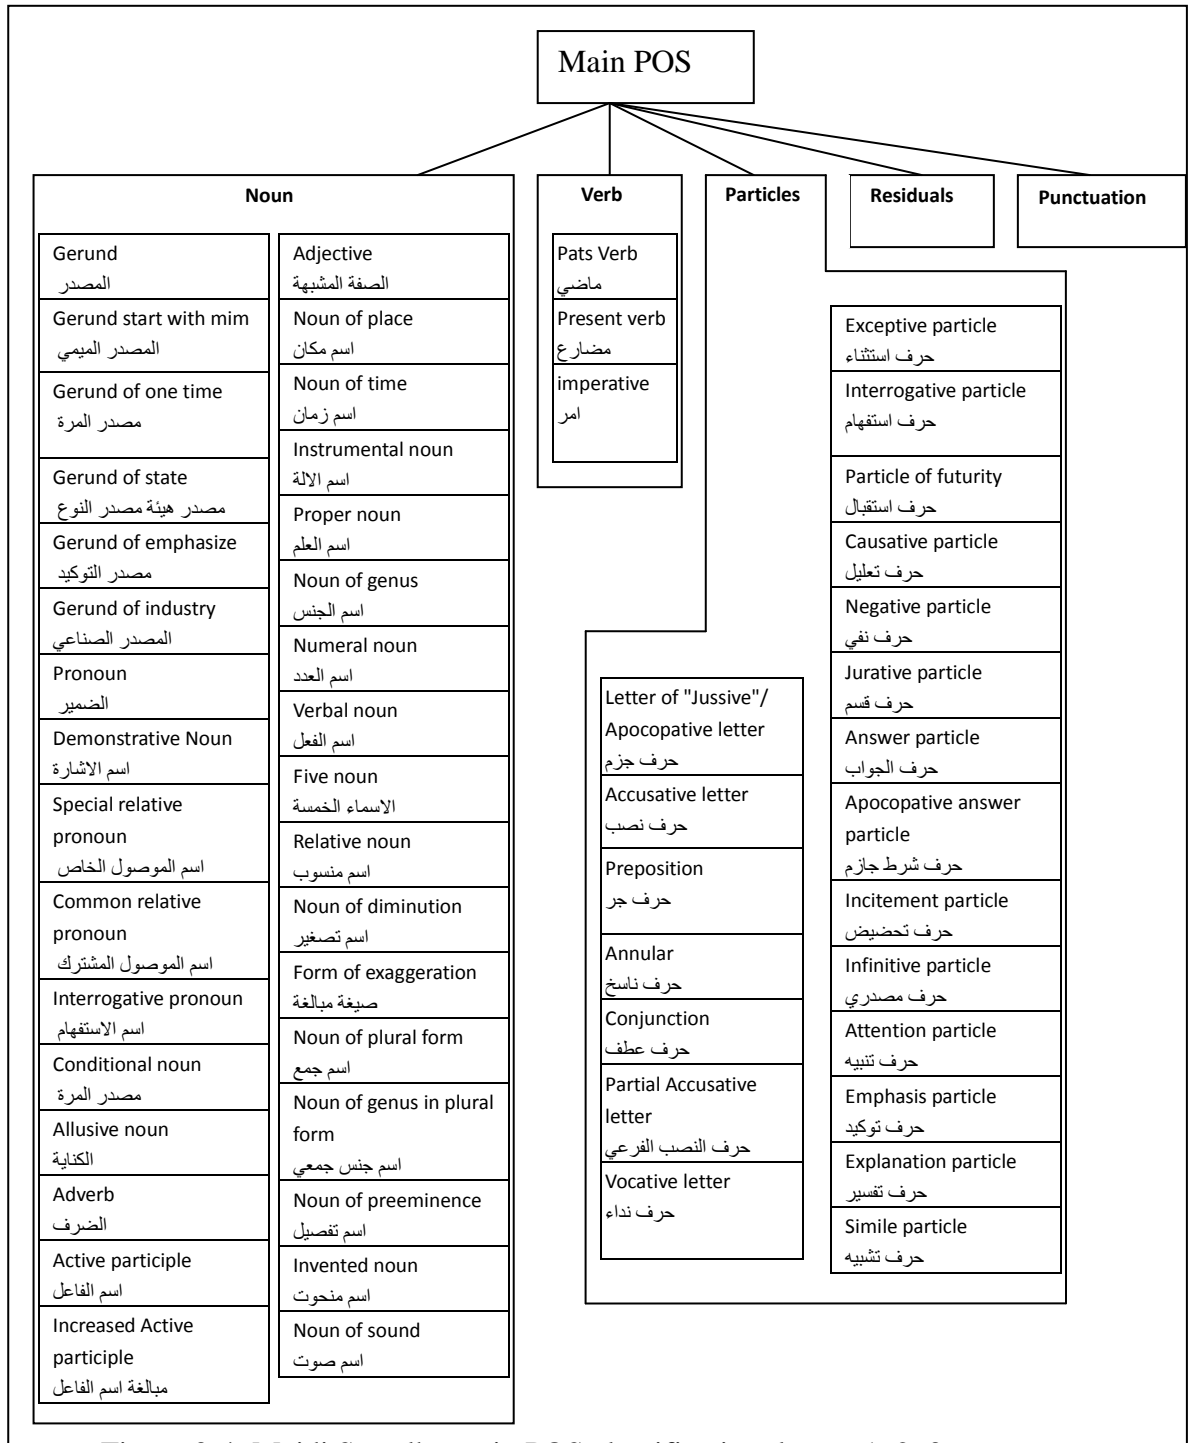 Main POS
Noun
Gerund
المصدر
Gerund start with mim
المصدر الميمي
Gerund of one time
مصدر المرة
Gerund of state
مصدر هيئة مصدر النوع
Gerund of emphasize
مصدر التوكيد
Gerund of industry
المصدر الصناعي
Pronoun
الضمير
Demonstrative Noun
اسم الاشارة
Special relative
pronoun
اسم الموصول الخاص
Common relative
pronoun
اسم الموصول المشترك
Interrogative pronoun
اسم الاستفهام
Conditional noun
مصدر المرة
Allusive noun
الكناية
Adverb
الضرف
Active participle
اسم الفاعل
Increased Active
participle
مبالغة اسم الفاعل
Adjective
الصفة المشبهة
Noun of place
اسم مكان
Noun of time
اسم زمان
Instrumental noun
اسم الالة
Proper noun
اسم العلم
Noun of genus
اسم الجنس
Numeral noun
اسم العدد
Verbal noun
اسم الفعل
Five noun
الاسماء الخمسة
Relative noun
اسم منسوب
Noun of diminution
اسم تصغير
Form of exaggeration
صيغة مبالغة
Noun of plural form
اسم جمع
Noun of genus in plural
form
اسم جنس جمعي
Noun of preeminence
اسم تفصيل
Invented noun
اسم منحوت
Noun of sound
اسم صوت
Verb
Pats Verb
ماضي
Present verb
مضارع
imperative
امر
Particles
Letter of "Jussive"/
Apocopative letter
حرف جزم
Accusative letter
حرف نصب
Preposition
حرف جر
Annular
حرف ناسخ
Conjunction
حرف عطف
Partial Accusative
letter
حرف النصب الفرعي
Vocative letter
حرف نداء
Exceptive particle
حرف استثناء
Interrogative particle
حرف استفهام
Particle of futurity
حرف استقبال
Causative particle
حرف تعليل
Negative particle
حرف نفي
Jurative particle
حرف قسم
Answer particle
حرف الجواب
Apocopative answer
particle
حرف شرط جازم
Incitement particle
حرف تحضيض
Infinitive particle
حرف مصدري
Attention particle
حرف تنبيه
Emphasis particle
حرف توكيد
Explanation particle
حرف تفسير
Simile particle
حرف تشبيه
Residuals
Punctuation